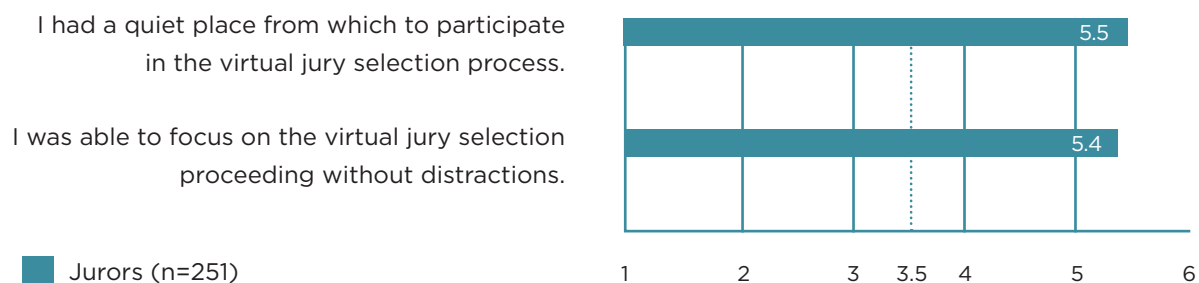 I had a quiet place from which to participate
in the virtual jury selection process.
5.5
I was able to focus on the virtual jury selection
proceeding without distractions.
5.4
Jurors (n=251)
1 2 3 3.5 4 5 6